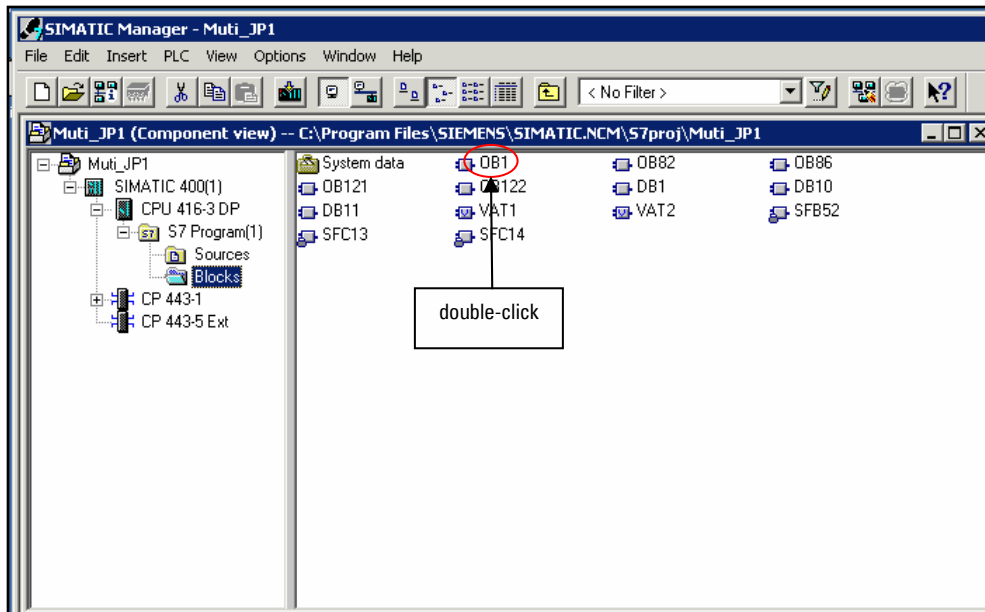 SIMATIC Manager - Muti_JP1
File Edit Insert PLC View Options Window Help
< No Filter >
Muti_JP1 (Component view) -- C:\Program Files\SIEMENS\SIMATIC.NCM\S7proj\Muti_JP1
Muti_JP1
SIMATIC 400(1)
CPU 416-3 DP
S7 Program(1)
Sources
Blocks
CP 443-1
CP 443-5 Ext
System data OB1 OB82 OB86
OB121 OB122 DB1 DB10
DB11 VAT1 VAT2 SFB52
SFC13 SFC14
double-click